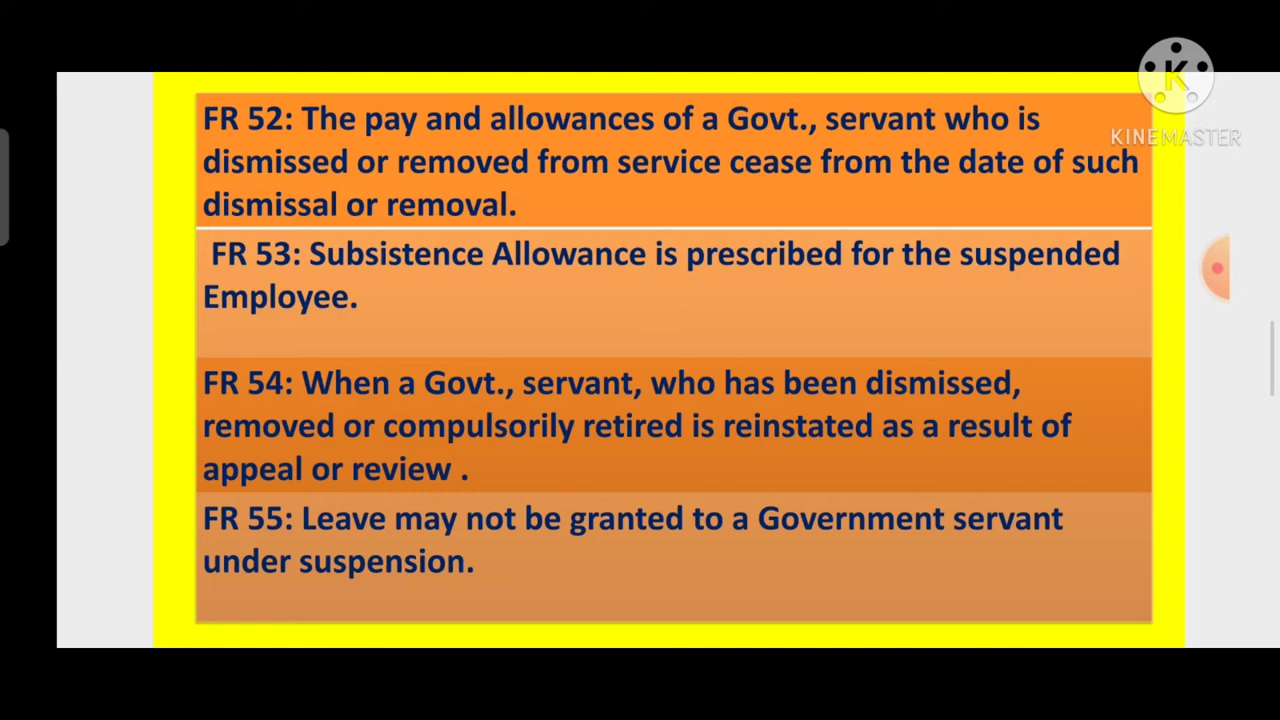 K
KINEMASTER
FR 52: The pay and allowances of a Govt., servant who is
dismissed or removed from service cease from the date of such
dismissal or removal.
FR 53: Subsistence Allowance is prescribed for the suspended
Employee.
FR 54: When a Govt., servant, who has been dismissed,
removed or compulsorily retired is reinstated as a result of
appeal or review .
FR 55: Leave may not be granted to a Government servant
under suspension.